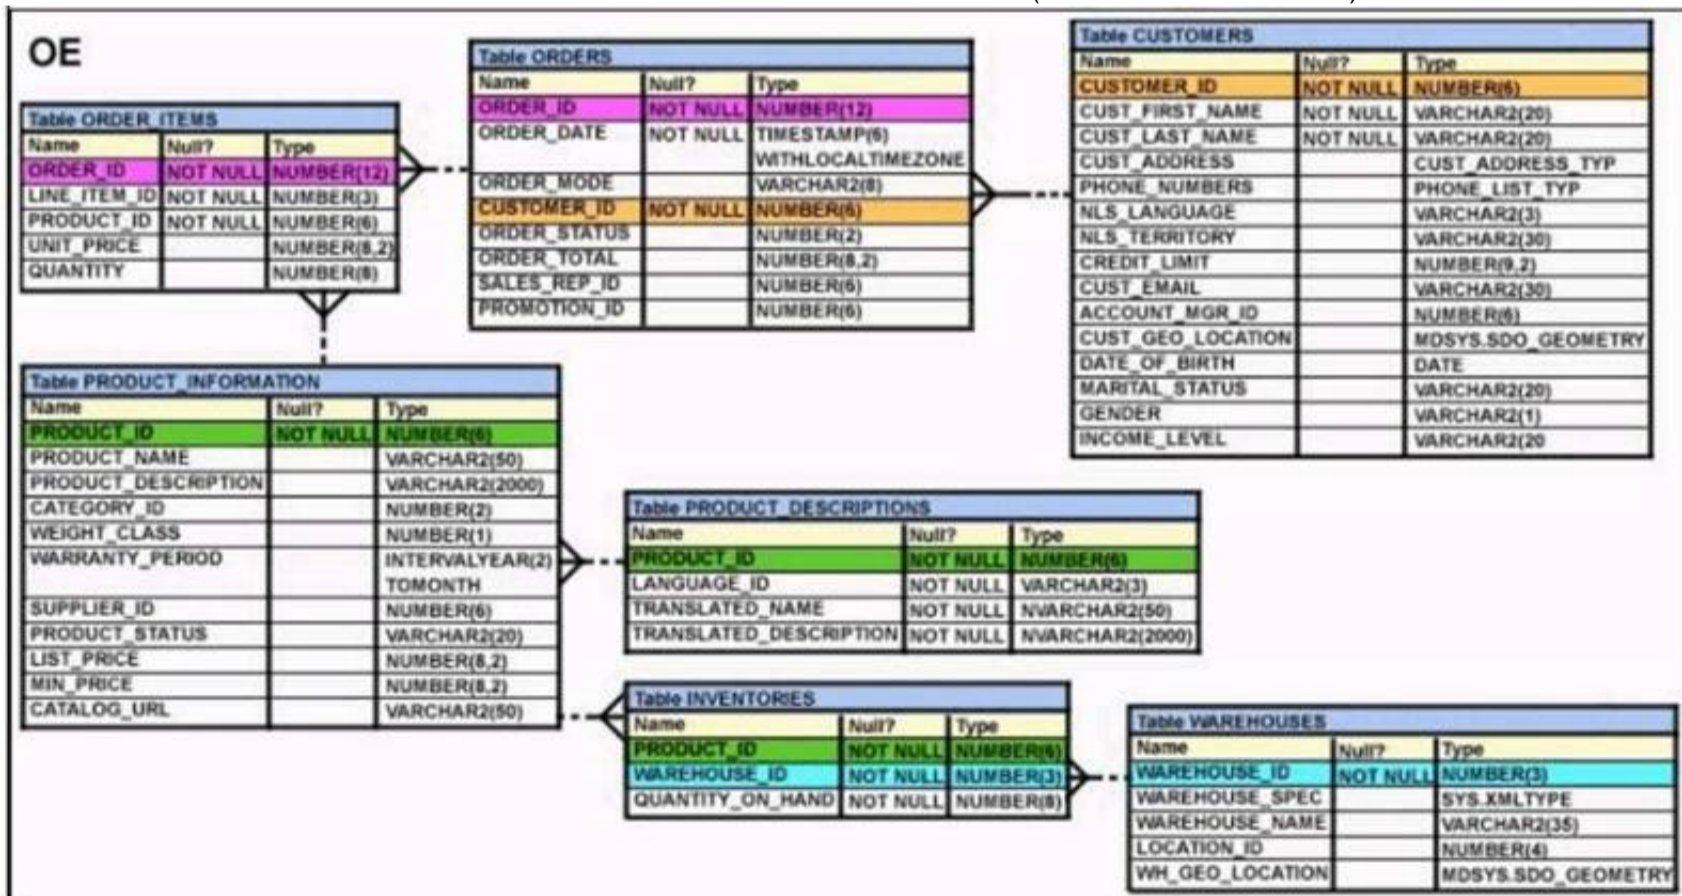 OE
Table ORDER_ITEMS
Name Null? Type
ORDER_ID NOT NULL NUMBER(12)
LINE_ITEM_ID NOT NULL NUMBER(3)
PRODUCT_ID NOT NULL NUMBER(6)
UNIT_PRICE NUMBER(8,2)
QUANTITY NUMBER(8)
Table ORDERS
Name Null? Type
ORDER_ID NOT NULL NUMBER(12)
ORDER_DATE NOT NULL TIMESTAMP(6)
WITHLOCALTIMEZONE
ORDER_MODE VARCHAR2(8)
CUSTOMER_ID NOT NULL NUMBER(6)
ORDER_STATUS NUMBER(2)
ORDER_TOTAL NUMBER(8,2)
SALES_REP_ID NUMBER(6)
PROMOTION_ID NUMBER(6)
Table CUSTOMERS
Name Null? Type
CUSTOMER_ID NOT NULL NUMBER(6)
CUST_FIRST_NAME NOT NULL VARCHAR2(20)
CUST_LAST_NAME NOT NULL VARCHAR2(20)
CUST_ADDRESS CUST_ADDRESS_TYP
PHONE_NUMBERS PHONE_LIST_TYP
NLS_LANGUAGE VARCHAR2(3)
NLS_TERRITORY VARCHAR2(30)
CREDIT_LIMIT NUMBER(9,2)
CUST_EMAIL VARCHAR2(30)
ACCOUNT_MGR_ID NUMBER(6)
CUST_GEO_LOCATION MDSYS.SDO_GEOMETRY
DATE_OF_BIRTH DATE
MARITAL_STATUS VARCHAR2(20)
GENDER VARCHAR2(1)
INCOME_LEVEL VARCHAR2(20
Table PRODUCT_INFORMATION
Name Null? Type
PRODUCT_ID NOT NULL NUMBER(6)
PRODUCT_NAME VARCHAR2(50)
PRODUCT_DESCRIPTION VARCHAR2(2000)
CATEGORY_ID NUMBER(2)
WEIGHT_CLASS NUMBER(1)
WARRANTY_PERIOD INTERVALYEAR(2)
TOMONTH
SUPPLIER_ID NUMBER(6)
PRODUCT_STATUS VARCHAR2(20)
LIST_PRICE NUMBER(8,2)
MIN_PRICE NUMBER(8,2)
CATALOG_URL VARCHAR2(50)
Table PRODUCT_DESCRIPTIONS
Name Null? Type
PRODUCT_ID NOT NULL NUMBER(6)
LANGUAGE_ID NOT NULL VARCHAR2(3)
TRANSLATED_NAME NOT NULL NVARCHAR2(50)
TRANSLATED_DESCRIPTION NOT NULL NVARCHAR2(2000)
Table INVENTORIES
Name Null? Type
PRODUCT_ID NOT NULL NUMBER(6)
WAREHOUSE_ID NOT NULL NUMBER(3)
QUANTITY_ON_HAND NOT NULL NUMBER(8)
Table WAREHOUSES
Name Null? Type
WAREHOUSE_ID NOT NULL NUMBER(3)
WAREHOUSE_SPEC SYS.XMLTYPE
WAREHOUSE_NAME VARCHAR2(35)
LOCATION_ID NUMBER(4)
WH_GEO_LOCATION MDSYS.SDO_GEOMETRY